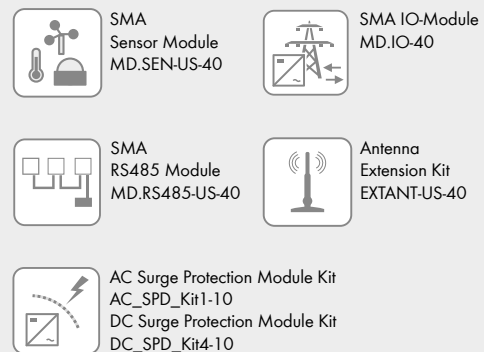 SMA
Sensor Module
MD.SEN-US-40
SMA IO-Module
MD.IO-40
SMA
RS485 Module
MD.RS485-US-40
Antenna
Extension Kit
EXTANT-US-40
AC Surge Protection Module Kit
AC_SPD_Kit1-10
DC Surge Protection Module Kit
DC_SPD_Kit4-10